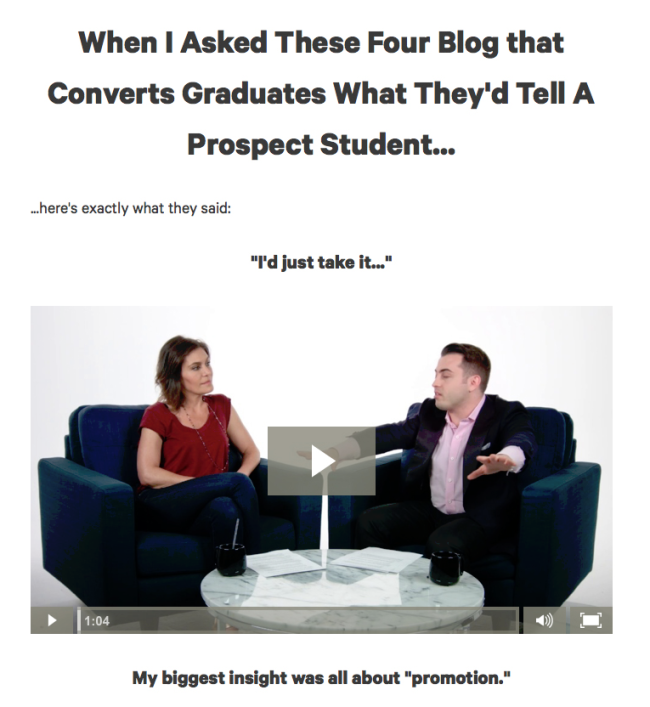 When I Asked These Four Blog that
Converts Graduates What They'd Tell A
Prospect Student...
...here's exactly what they said:
"I'd just take it..."
1:04
My biggest insight was all about "promotion."